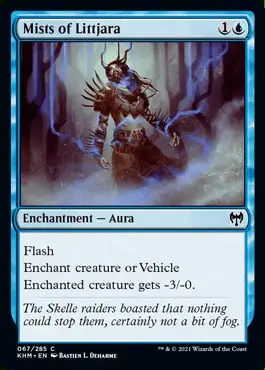 Mists of Littjara 1
Enchantment — Aura
Flash
Enchant creature or Vehicle
Enchanted creature gets -3/-0.
The Skelle raiders boasted that nothing
could stop them, certainly not a bit of fog.
067/285 C
KHM • EN BASTIEN L. DEHARME
™ & © 2021 Wizards of the Coast